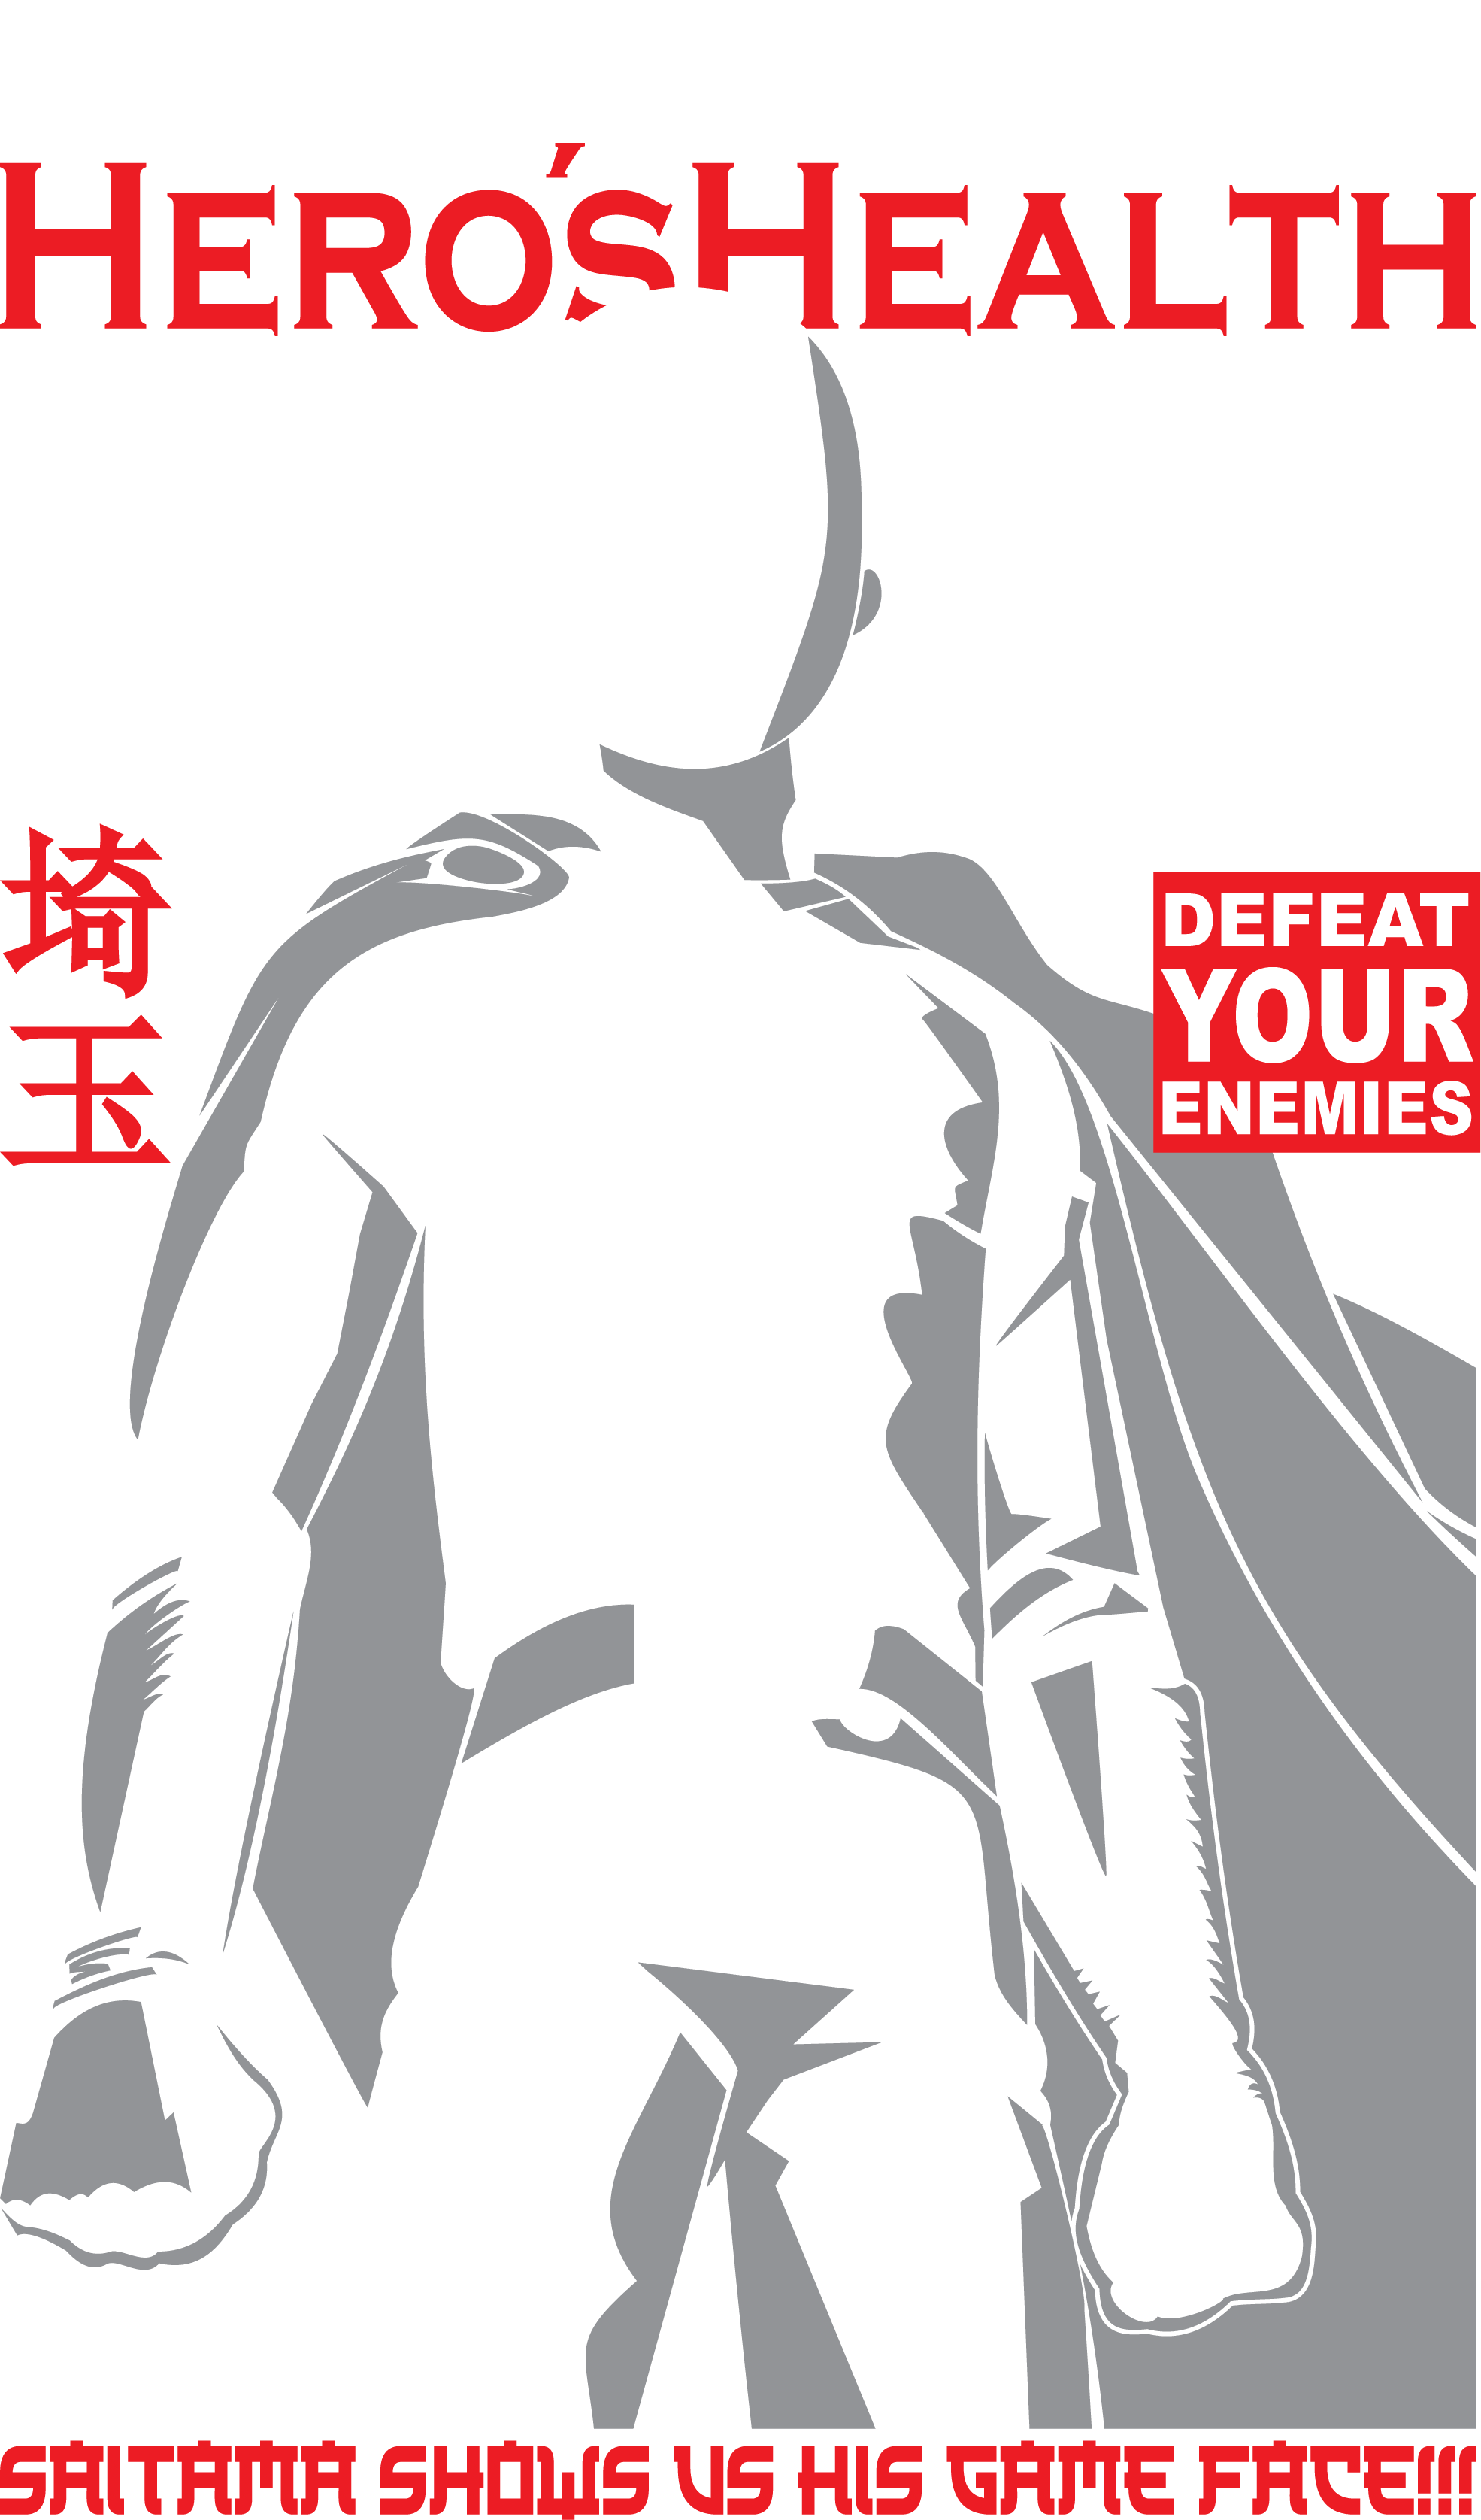 HERO'S HEALTH
埼
玉
DEFEAT
YOUR
ENEMIES
SAITAMA SHOWS US HIS GAME FACE!!!